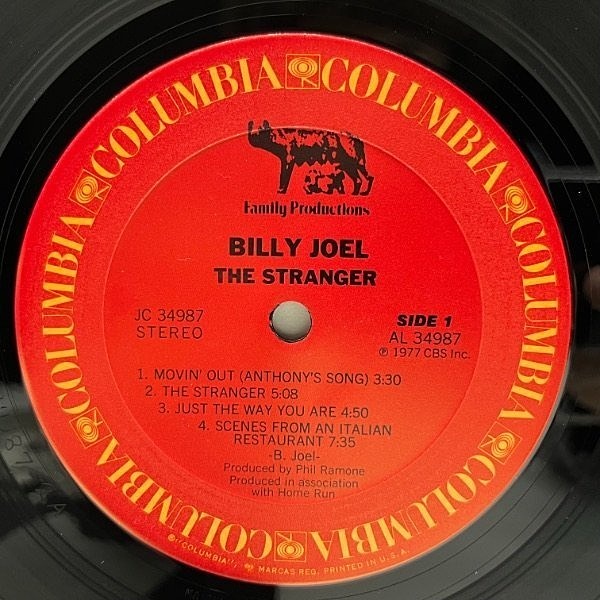 COLUMBIA COLUMBIA COLUMBIA COLUMBIA COLUMBIA COLUMBIA
Family Productions
BILLY JOEL
THE STRANGER
JC 34987
STEREO
SIDE 1
AL 34987
℗ 1977 CBS Inc.
1. MOVIN' OUT (ANTHONY'S SONG) 3:30
2. THE STRANGER 5:08
3. JUST THE WAY YOU ARE 4:50
4. SCENES FROM AN ITALIAN
RESTAURANT 7:35
-B. Joel-
Produced by Phil Ramone
Produced in association
with Home Run
"COLUMBIA", MARCAS REG. PRINTED IN U.S.A.